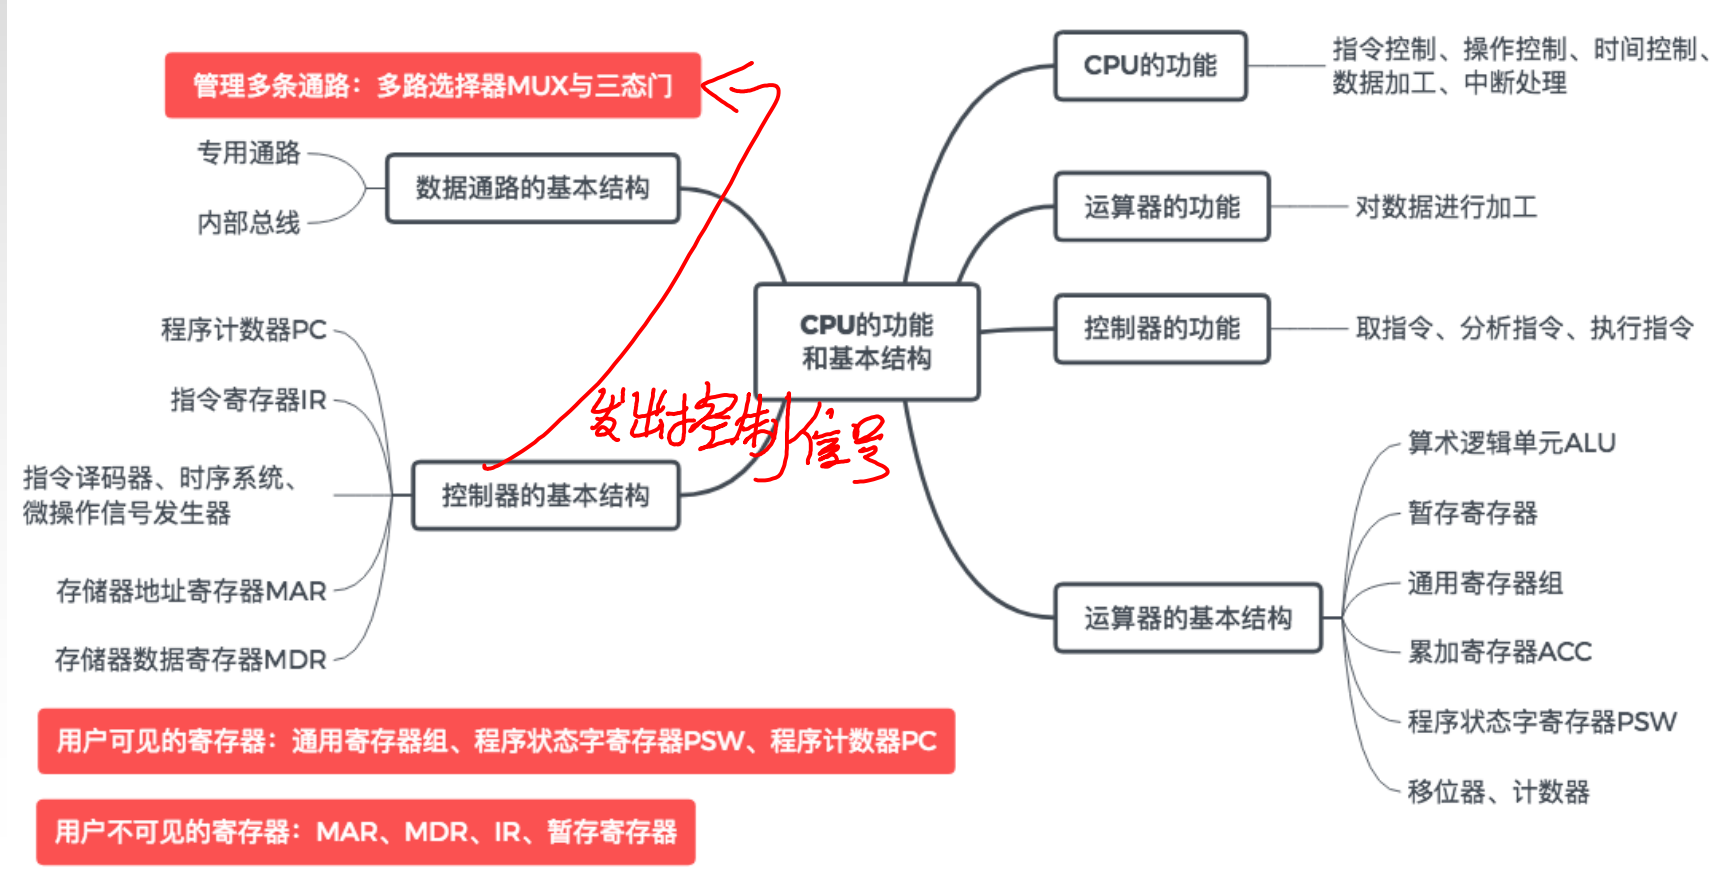 管理多条通路：多路选择器MUX与三态门
专用通路
内部总线
数据通路的基本结构
程序计数器PC
指令寄存器IR
指令译码器、时序系统、
微操作信号发生器
存储器地址寄存器MAR
存储器数据寄存器MDR
控制器的基本结构
发出控制信号
CPU的功能
和基本结构
CPU的功能
指令控制、操作控制、时间控制、
数据加工、中断处理
运算器的功能
对数据进行加工
控制器的功能
取指令、分析指令、执行指令
运算器的基本结构
算术逻辑单元ALU
暂存寄存器
通用寄存器组
累加寄存器ACC
程序状态字寄存器PSW
移位器、计数器
用户可见的寄存器：通用寄存器组、程序状态字寄存器PSW、程序计数器PC
用户不可见的寄存器：MAR、MDR、IR、暂存寄存器